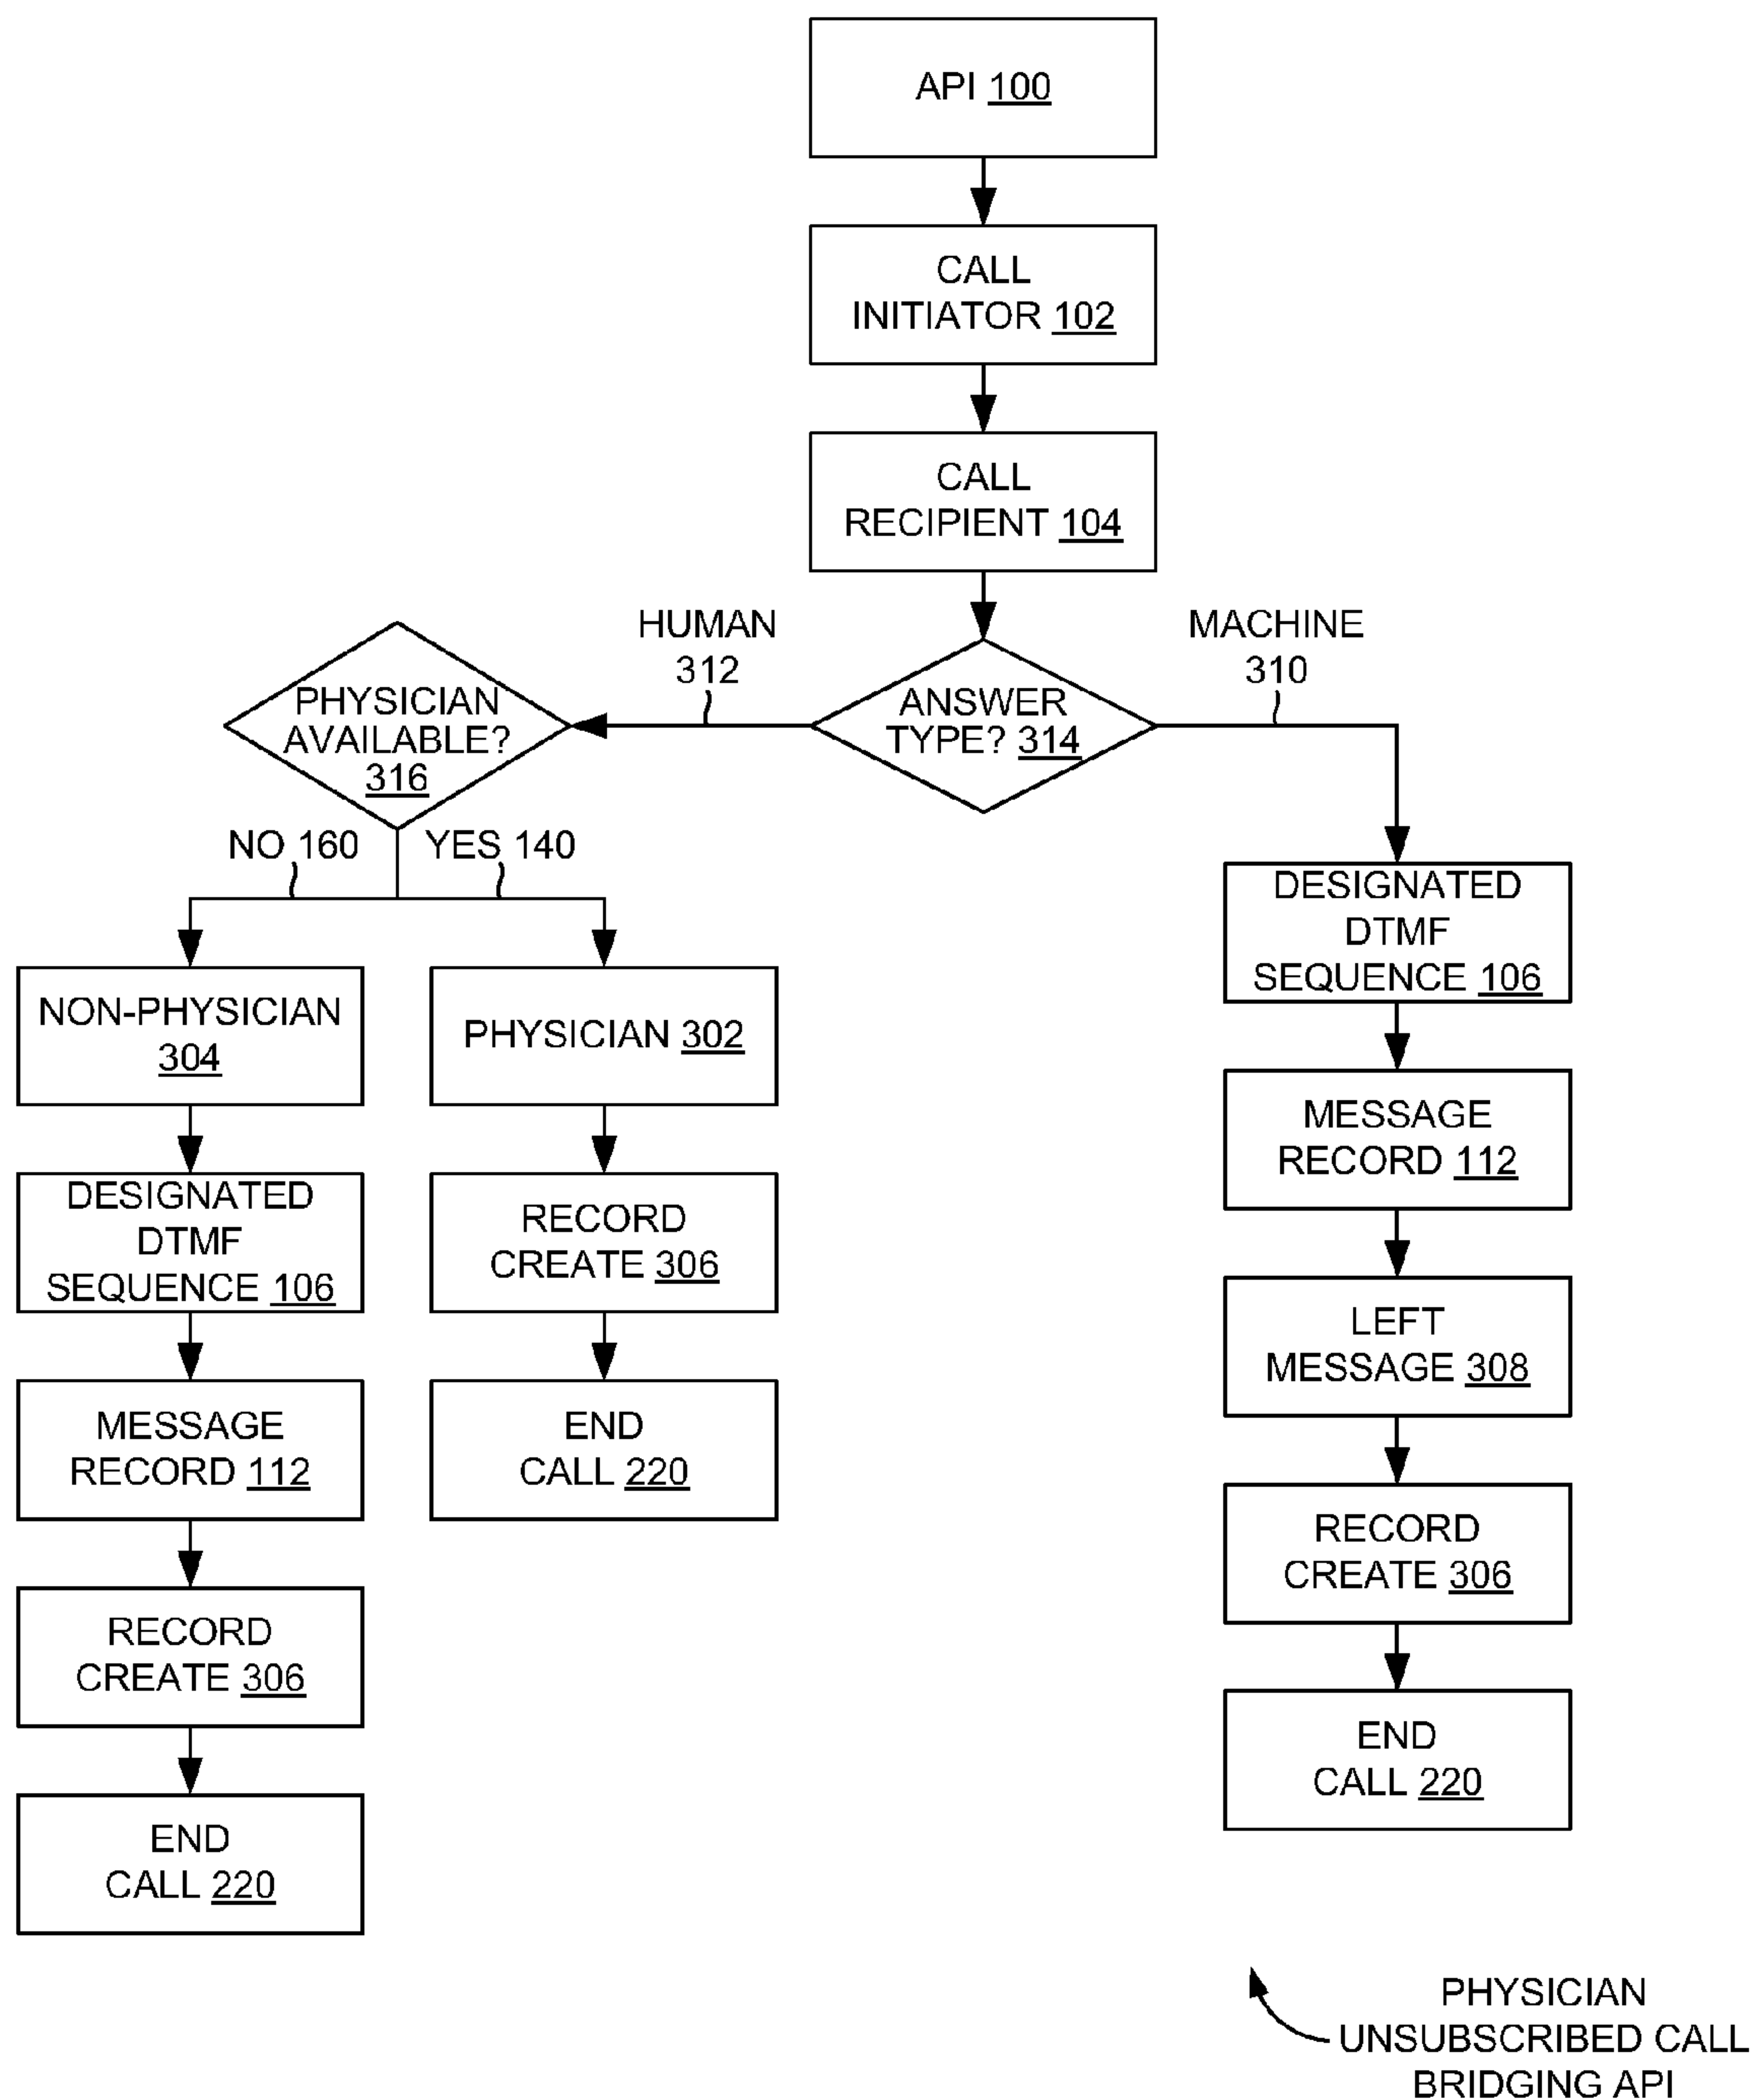 API 100
CALL
INITIATOR 102
CALL
RECIPIENT 104
HUMAN
312
MACHINE
310
PHYSICIAN
AVAILABLE?
316
ANSWER
TYPE? 314
NO 160
YES 140
NON-PHYSICIAN
304
DESIGNATED
DTMF
SEQUENCE 106
MESSAGE
RECORD 112
RECORD
CREATE 306
END
CALL 220
PHYSICIAN 302
RECORD
CREATE 306
END
CALL 220
DESIGNATED
DTMF
SEQUENCE 106
MESSAGE
RECORD 112
LEFT
MESSAGE 308
RECORD
CREATE 306
END
CALL 220
PHYSICIAN
UNSUBSCRIBED CALL
BRIDGING API